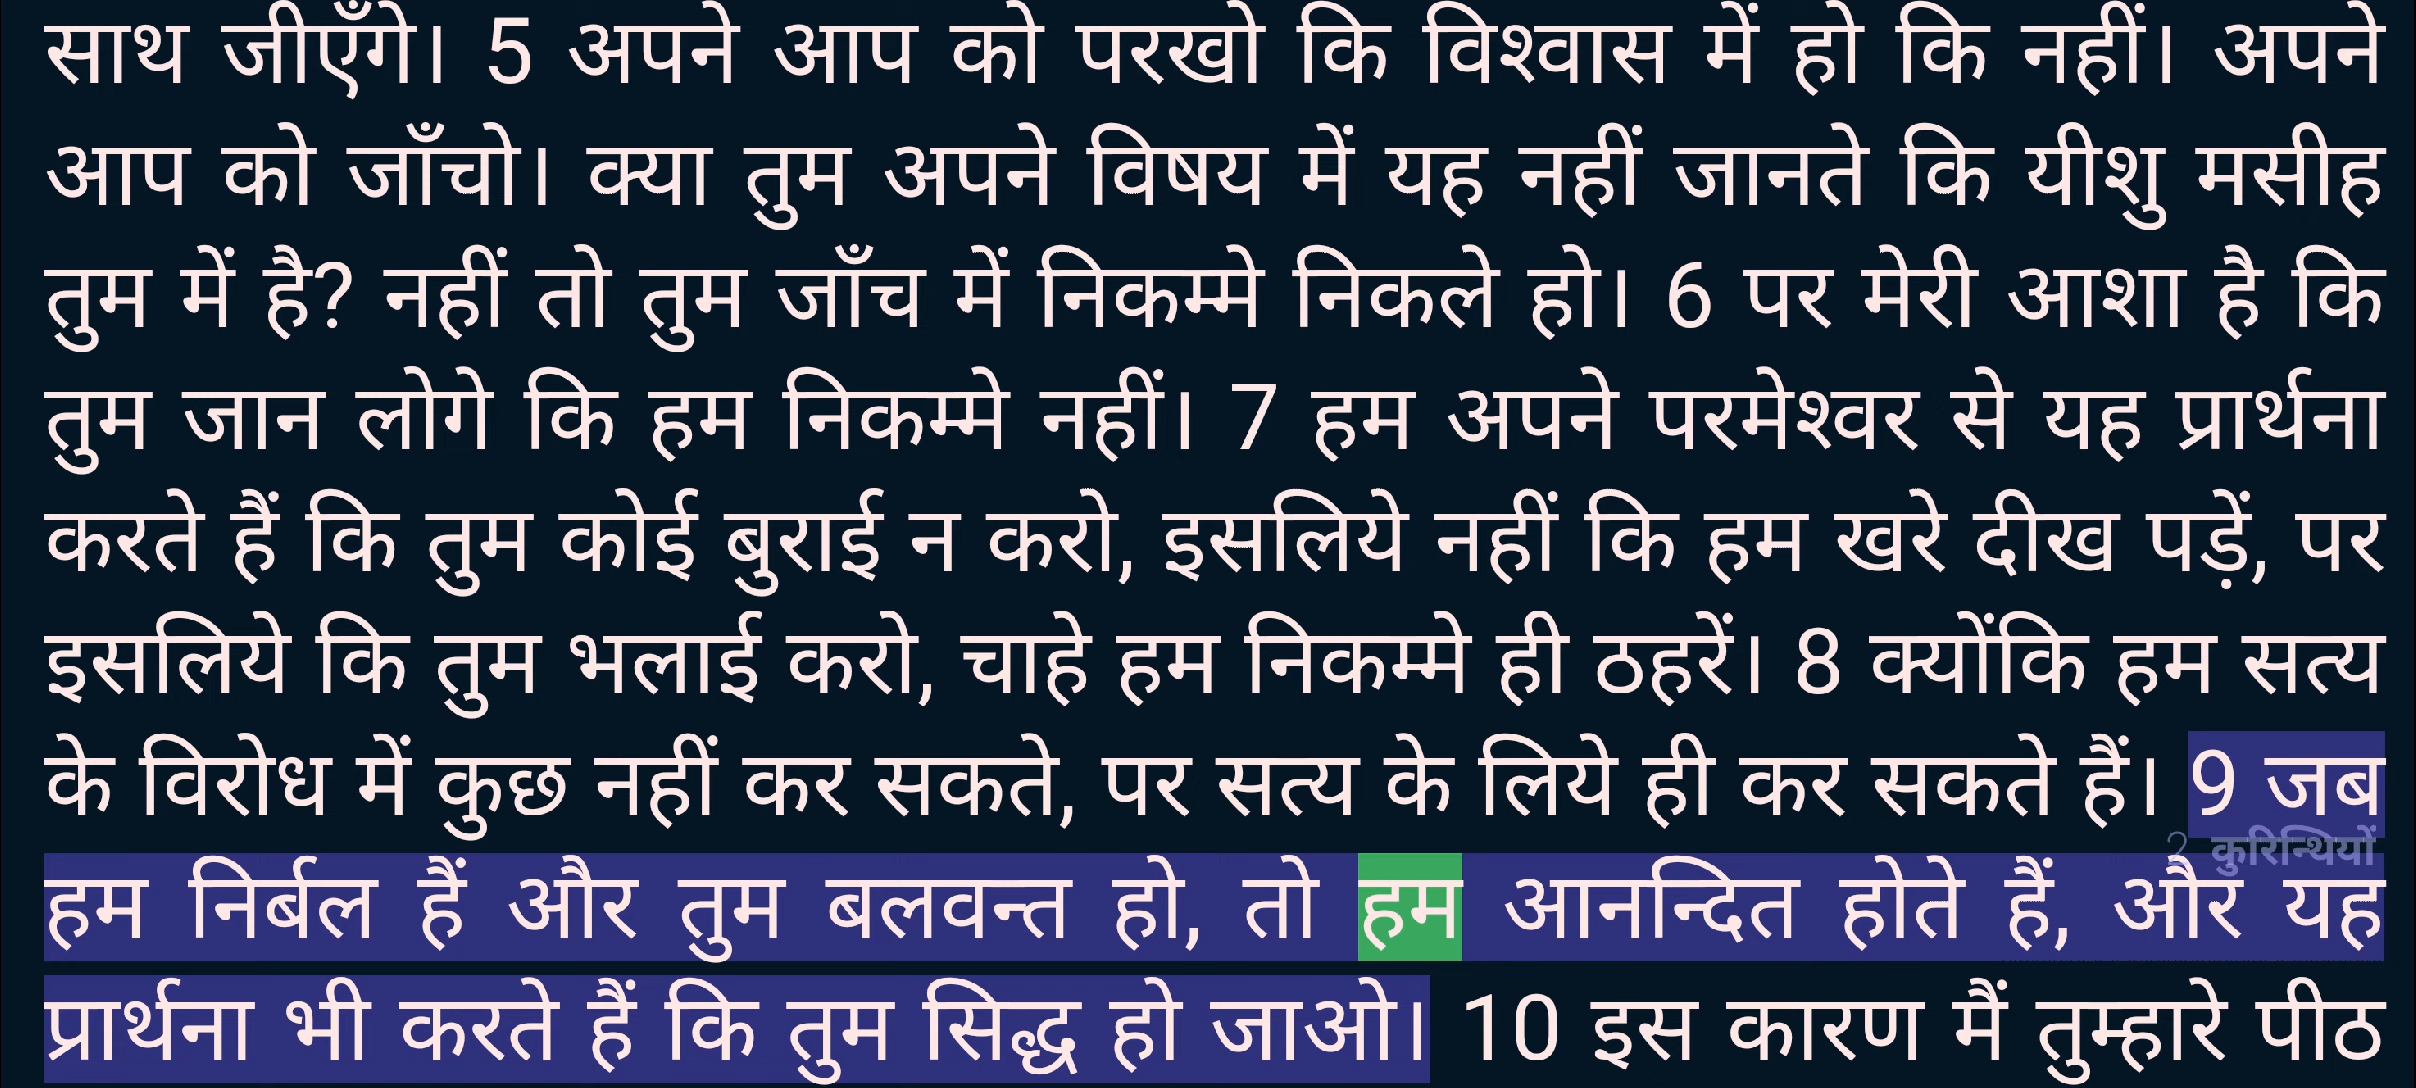 साथ जीएँगे। 5 अपने आप को परखो कि विश्वास में हो कि नहीं। अपने
आप को जाँचो। क्या तुम अपने विषय में यह नहीं जानते कि यीशु मसीह
तुम में है? नहीं तो तुम जाँच में निकम्मे निकले हो। 6 पर मेरी आशा है कि
तुम जान लोगे कि हम निकम्मे नहीं। 7 हम अपने परमेश्वर से यह प्रार्थना
करते हैं कि तुम कोई बुराई न करो, इसलिये नहीं कि हम खरे दीख पड़ें, पर
इसलिये कि तुम भलाई करो, चाहे हम निकम्मे ही ठहरें। 8 क्योंकि हम सत्य
के विरोध में कुछ नहीं कर सकते, पर सत्य के लिये ही कर सकते हैं। 9 जब
2 कुरिन्थियों
हम निर्बल हैं और तुम बलवन्त हो, तो हम आनन्दित होते हैं, और यह
प्रार्थना भी करते हैं कि तुम सिद्ध हो जाओ। 10 इस कारण मैं तुम्हारे पीठ